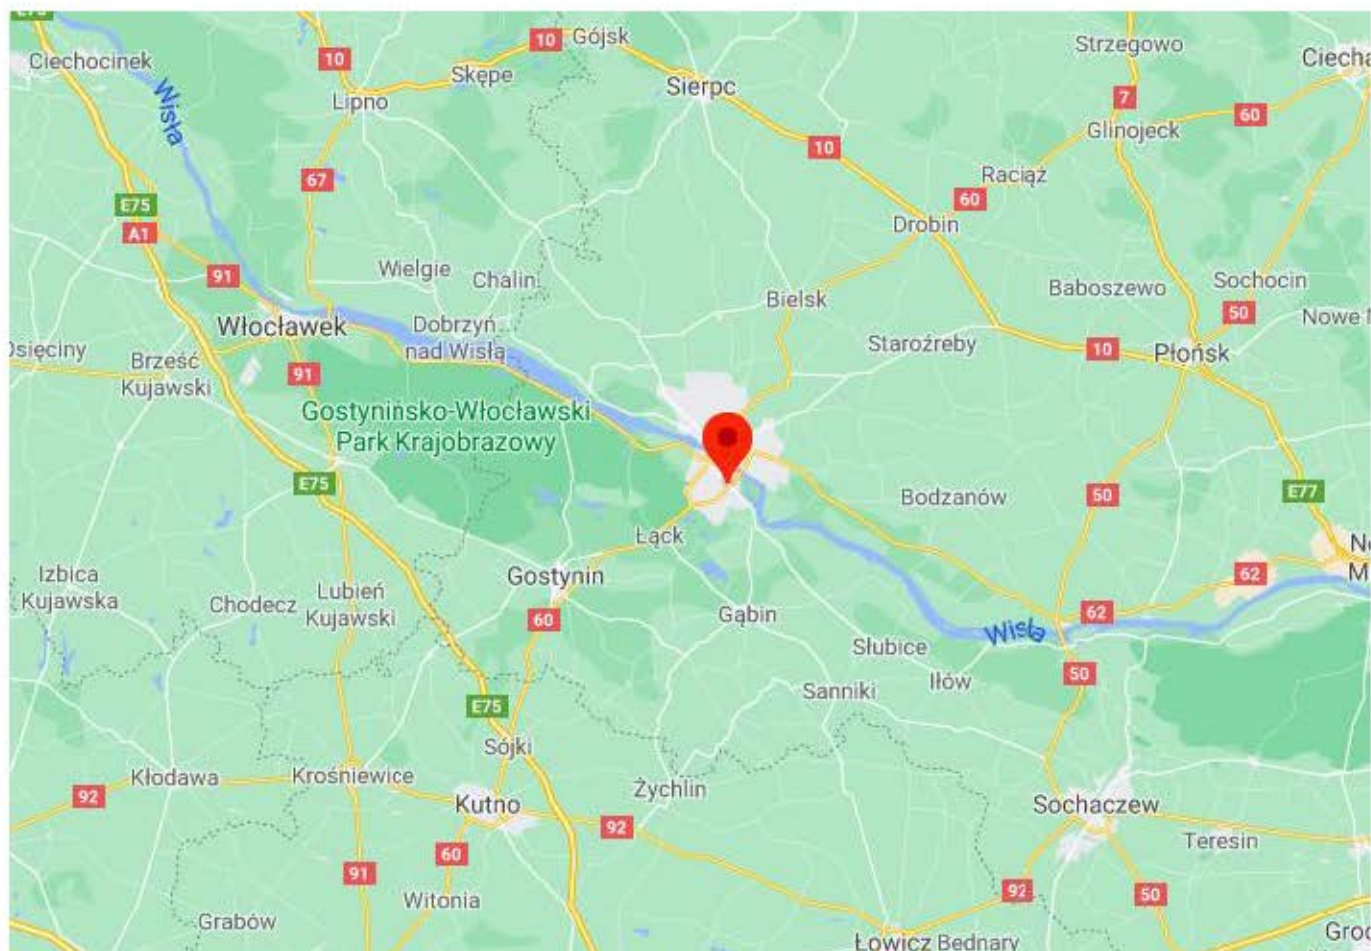 E75
10
Gójsk
Strzegowo
Ciechocinek
10
Skępe
Sierpc
Ciecha
Wisła
Lipno
7
60
Glinojeck
10
67
Raciąż
60
E75
A1
Drobin
91
Wielgie
Chalin
Bielsk
Baboszewo
Sochocin
50
Nowe
Włocławek
Dobrzyń
nad Wisłą
Staroźreby
10
Płońsk
Osięciny
Brześć
Kujawski
91
Gostynińsko-Włocławski
Park Krajobrazowy
E75
50
Bodzanów
E77
Łąck
Izbica
Kujawska
Chodecz
Lubień
Kujawski
Gostynin
62
60
Gąbin
62
Wisła
Słubice
50
Iłów
Sanniki
E75
Sójki
Kłodawa
Krośniewice
92
Kutno
Żychlin
92
Sochaczew
Teresin
60
91
Witonia
92
50
Grabów
Łowicz
Bednary